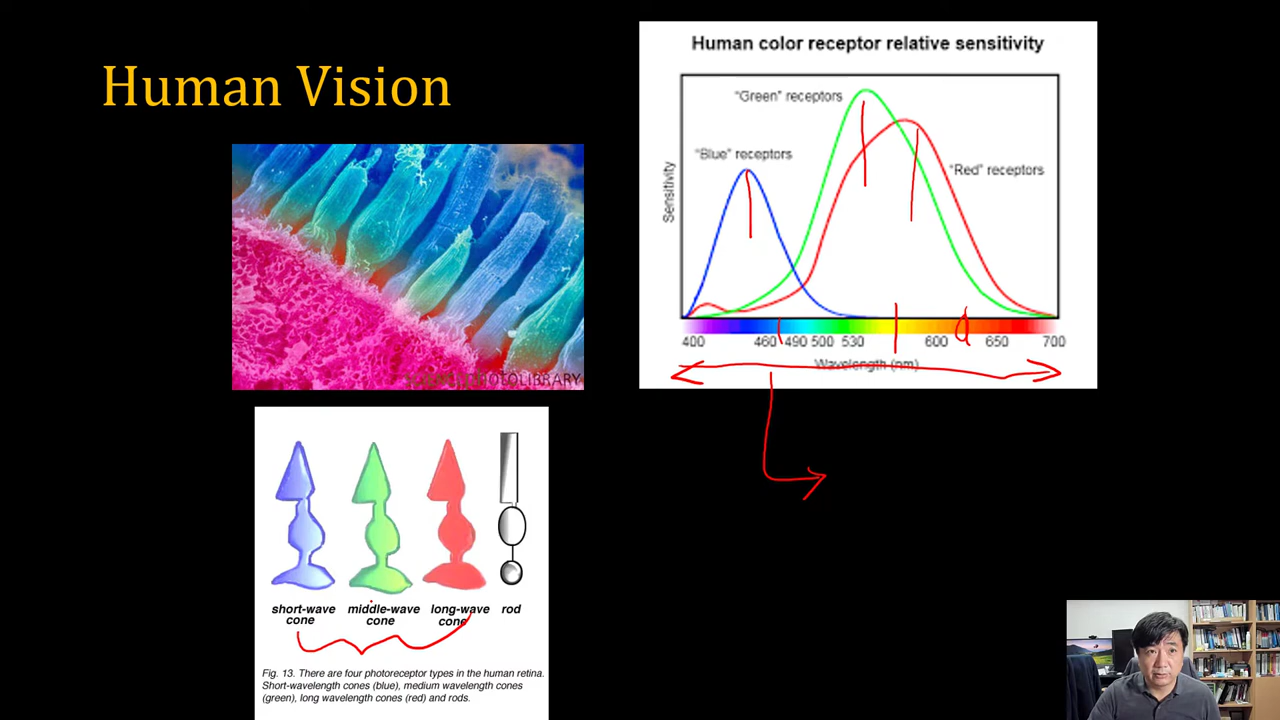 Human Vision
Human color receptor relative sensitivity
"Green" receptors
"Blue" receptors
"Red" receptors
Sensitivity
400 460 490 500 530 600 650 700
Wavelength (nm)
short-wave cone
middle-wave cone
long-wave cone
rod
Fig. 13. There are four photoreceptor types in the human retina.
Short-wavelength cones (blue), medium wavelength cones
(green), long wavelength cones (red) and rods.